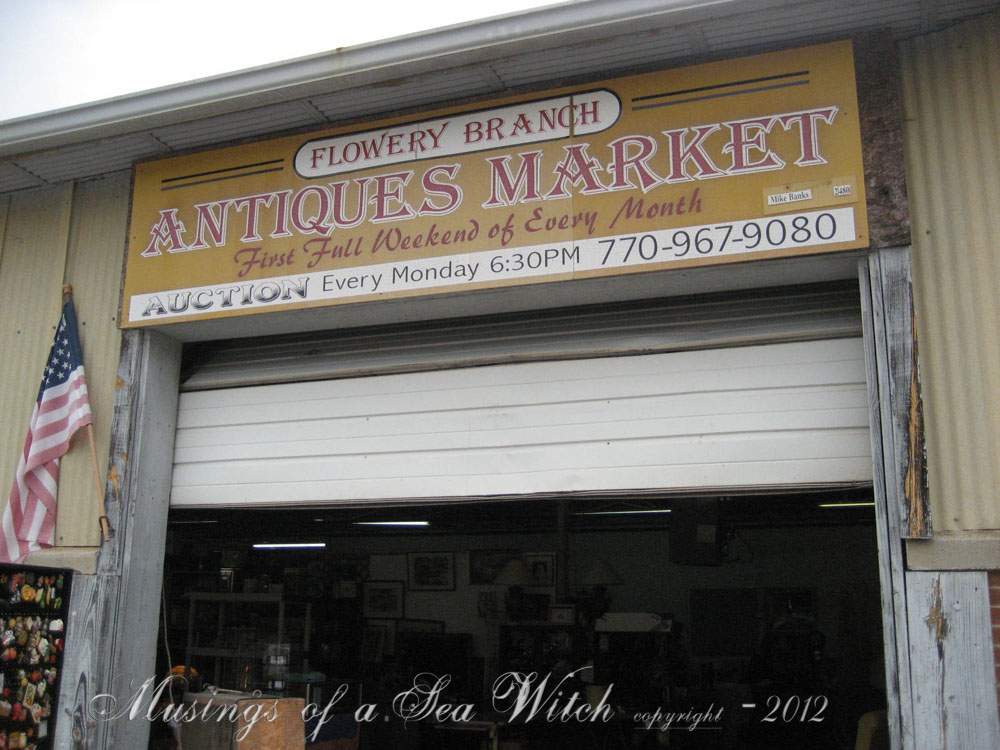 FLOWERY BRANCH
ANTIQUES MARKET
First Full Weekend of Every Month
Mike Banks 2480
AUCTION Every Monday 6:30PM 770-967-9080
Musings of a Sea Witch copyright - 2012